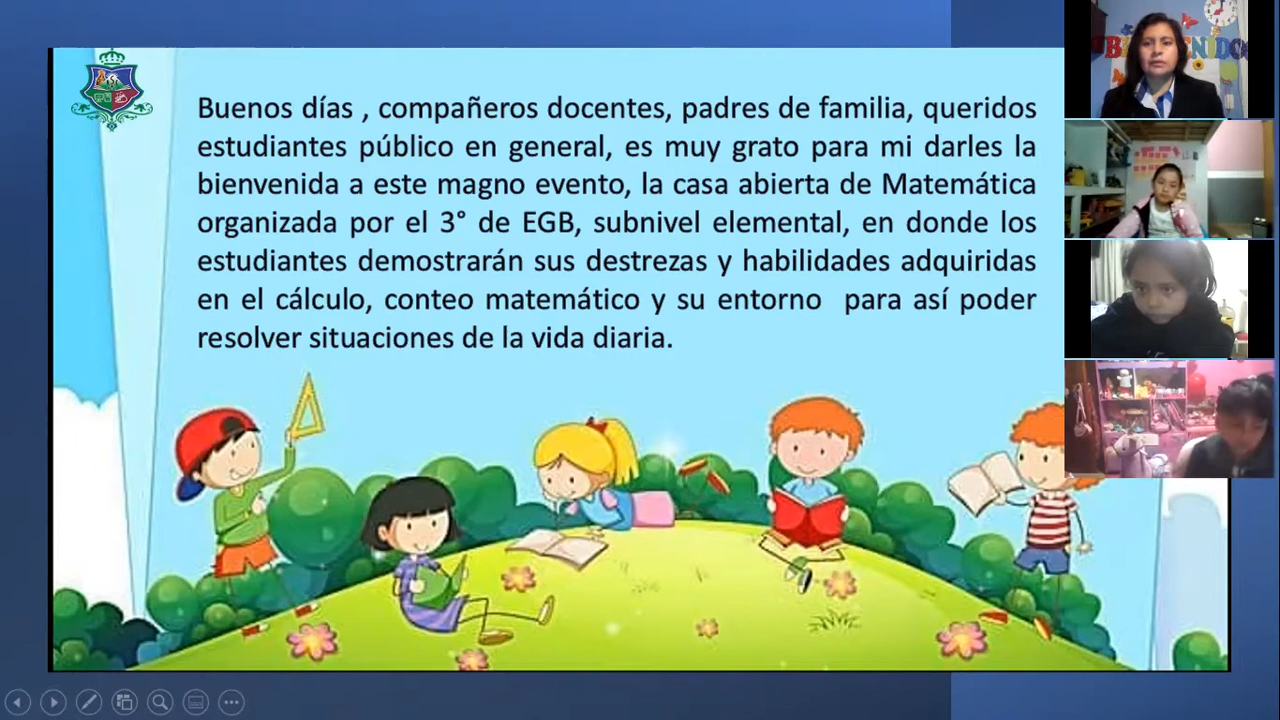 Buenos días , compañeros docentes, padres de familia, queridos
estudiantes público en general, es muy grato para mi darles la
bienvenida a este magno evento, la casa abierta de Matemática
organizada por el 3° de EGB, subnivel elemental, en donde los
estudiantes demostrarán sus destrezas y habilidades adquiridas
en el cálculo, conteo matemático y su entorno para así poder
resolver situaciones de la vida diaria.